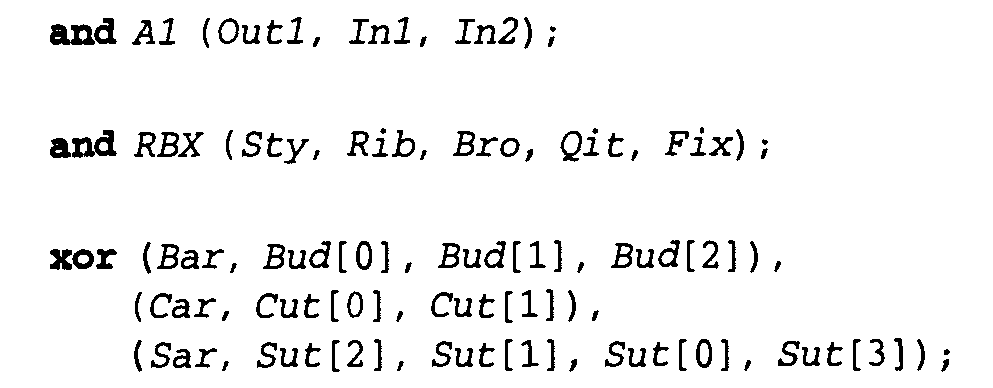 and A1 (Out1, In1, In2);
and RBX (Sty, Rib, Bro, Qit, Fix);
xor (Bar, Bud[0], Bud[1], Bud[2]),
(Car, Cut[0], Cut[1]),
(Sar, Sut[2], Sut[1], Sut[0], Sut[3]);